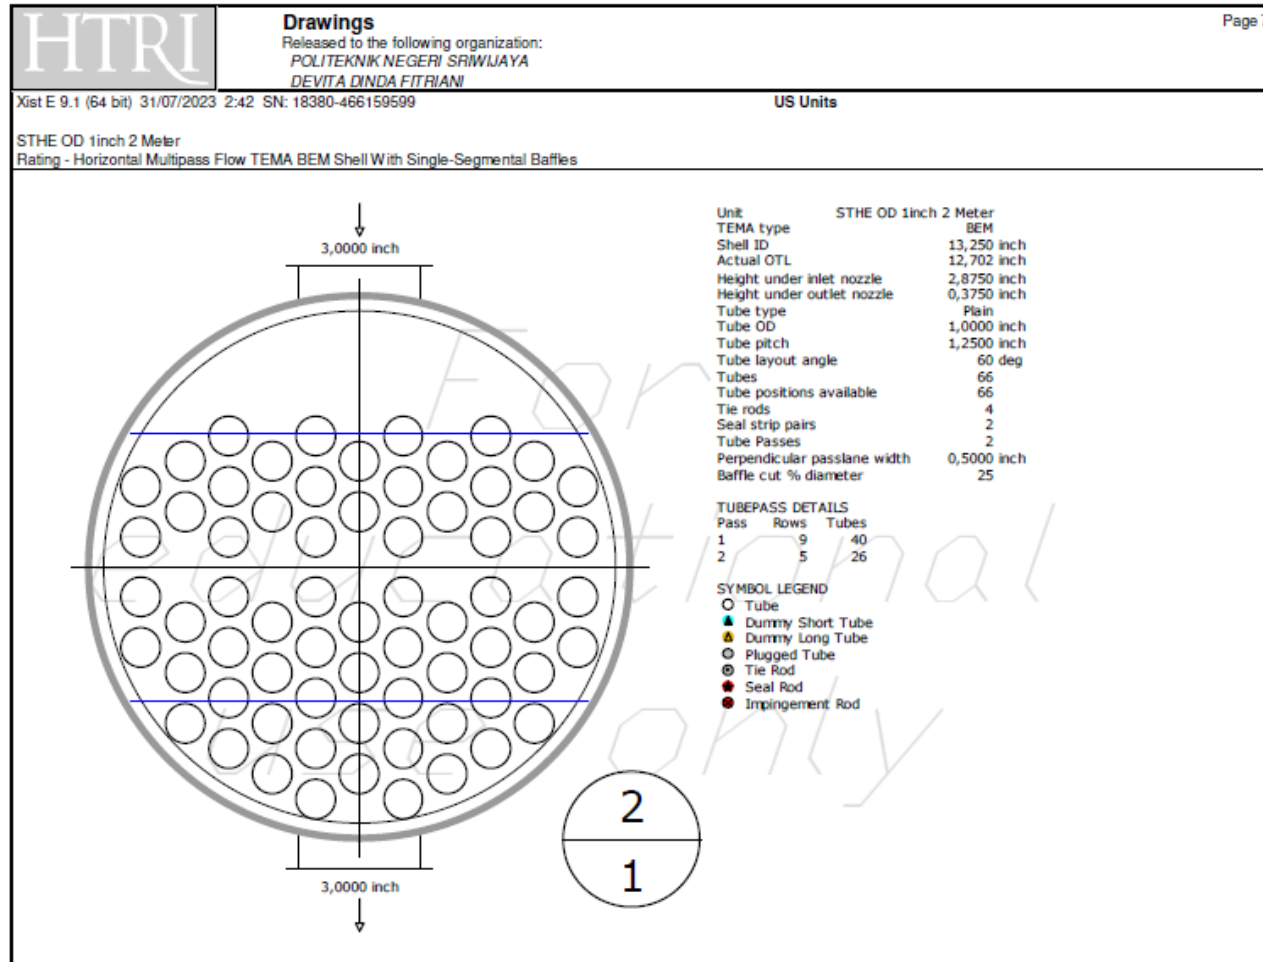 HTRI
Drawings
Page
Released to the following organization:
POLITEKNIK NEGERI SRIWIJAYA
DEVITA DINDA FITRIANI
Xist E 9.1 (64 bit) 31/07/2023 2:42 SN: 18380-466159599 US Units
STHE OD 1inch 2 Meter
Rating - Horizontal Multipass Flow TEMA BEM Shell With Single-Segmental Baffles
3,0000 inch
Unit STHE OD 1inch 2 Meter
TEMA type BEM
Shell ID 13,250 inch
Actual OTL 12,702 inch
Height under inlet nozzle 2,8750 inch
Height under outlet nozzle 0,3750 inch
Tube type Plain
Tube OD 1,0000 inch
Tube pitch 1,2500 inch
Tube layout angle 60 deg
Tubes 66
Tube positions available 66
Tie rods 4
Seal strip pairs 2
Tube Passes 2
Perpendicular passlane width 0,5000 inch
Baffle cut % diameter 25
TUBEPASS DETAILS
Pass Rows Tubes
1 9 40
2 5 26
SYMBOL LEGEND
Tube
Dummy Short Tube
Dummy Long Tube
Plugged Tube
Tie Rod
Seal Rod
Impingement Rod
For
educational
use only
2
1
3,0000 inch